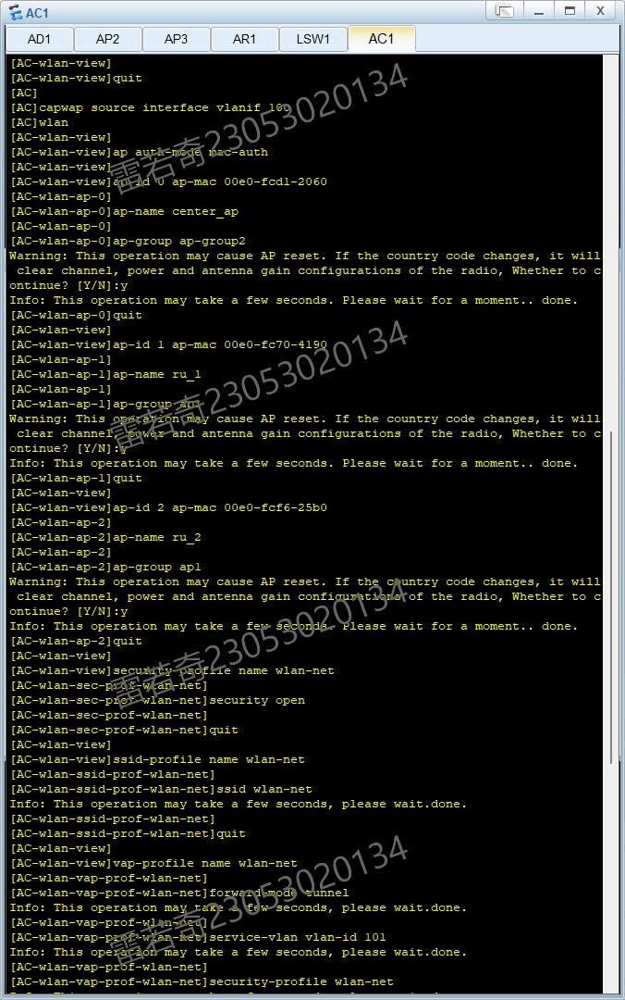 AC1
AD1 AP2 AP3 AR1 LSW1 AC1
[AC-wlan-view]
[AC-wlan-view]quit
[AC]
[AC]capwap source interface vlanif 100
[AC]wlan
[AC-wlan-view]
[AC-wlan-view]ap auth-mode mac-auth
[AC-wlan-view]
[AC-wlan-view]ap-id 0 ap-mac 00e0-fcd1-2060
[AC-wlan-ap-0]
[AC-wlan-ap-0]ap-name center_ap
[AC-wlan-ap-0]
[AC-wlan-ap-0]ap-group ap-group2
Warning: This operation may cause AP reset. If the country code changes, it will
clear channel, power and antenna gain configurations of the radio, Whether to c
ontinue? [Y/N]:y
Info: This operation may take a few seconds. Please wait for a moment.. done.
[AC-wlan-ap-0]quit
[AC-wlan-view]
[AC-wlan-view]ap-id 1 ap-mac 00e0-fc70-4190
[AC-wlan-ap-1]
[AC-wlan-ap-1]ap-name ru_1
[AC-wlan-ap-1]
[AC-wlan-ap-1]ap-group
Warning: This operation may cause AP reset. If the country code changes, it will
clear channel, power and antenna gain configurations of the radio, Whether to c
ontinue? [Y/N]:y
Info: This operation may take a few seconds. Please wait for a moment.. done.
[AC-wlan-ap-1]quit
[AC-wlan-view]
[AC-wlan-view]ap-id 2 ap-mac 00e0-fcf6-25b0
[AC-wlan-ap-2]
[AC-wlan-ap-2]ap-name ru_2
[AC-wlan-ap-2]
[AC-wlan-ap-2]ap-group ap1
Warning: This operation may cause AP reset. If the country code changes, it will
clear channel, power and antenna gain configurations of the radio, Whether to c
ontinue? [Y/N]:y
Info: This operation may take a few seconds. Please wait for a moment.. done.
[AC-wlan-ap-2]quit
[AC-wlan-view]
[AC-wlan-view]security-profile name wlan-net
[AC-wlan-sec-prof-wlan-net]
[AC-wlan-sec-prof-wlan-net]security open
[AC-wlan-sec-prof-wlan-net]
[AC-wlan-sec-prof-wlan-net]quit
[AC-wlan-view]
[AC-wlan-view]ssid-profile name wlan-net
[AC-wlan-ssid-prof-wlan-net]
[AC-wlan-ssid-prof-wlan-net]ssid wlan-net
Info: This operation may take a few seconds, please wait.done.
[AC-wlan-ssid-prof-wlan-net]
[AC-wlan-ssid-prof-wlan-net]quit
[AC-wlan-view]
[AC-wlan-view]vap-profile name wlan-net
[AC-wlan-vap-prof-wlan-net]
[AC-wlan-vap-prof-wlan-net]forward-mode tunnel
Info: This operation may take a few seconds, please wait.done.
[AC-wlan-vap-prof-wlan-net]
[AC-wlan-vap-prof-wlan-net]service-vlan vlan-id 101
Info: This operation may take a few seconds, please wait.done.
[AC-wlan-vap-prof-wlan-net]
[AC-wlan-vap-prof-wlan-net]security-profile wlan-net
雷若奇23053020134
雷若奇23053020134
雷若奇23053020134
雷若奇23053020134